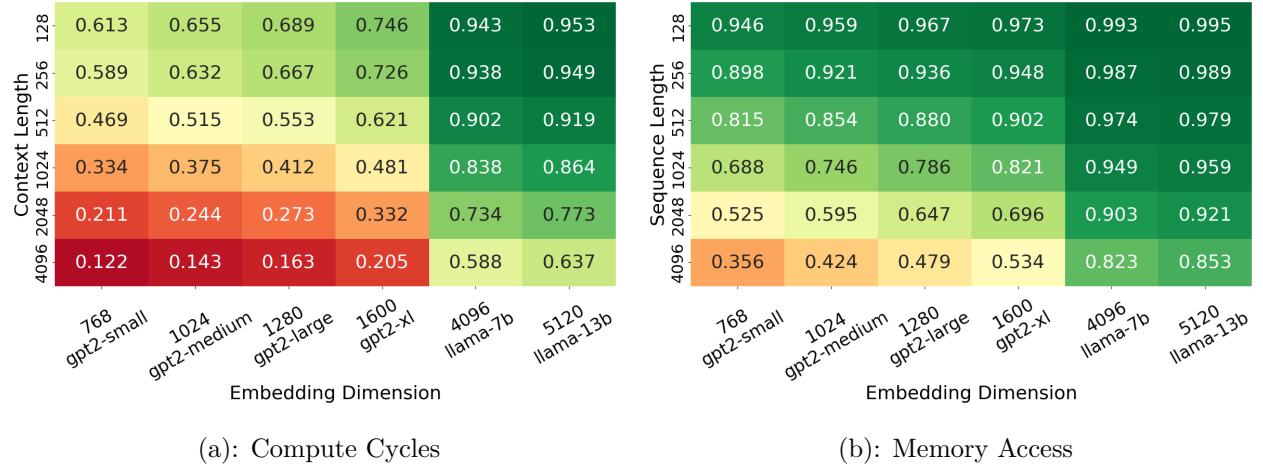 Context Length
128 0.613 0.655 0.689 0.746 0.943 0.953
256 0.589 0.632 0.667 0.726 0.938 0.949
512 0.469 0.515 0.553 0.621 0.902 0.919
1024 0.334 0.375 0.412 0.481 0.838 0.864
2048 0.211 0.244 0.273 0.332 0.734 0.773
4096 0.122 0.143 0.163 0.205 0.588 0.637
768 gpt2-small
1024 gpt2-medium
1280 gpt2-large
1600 gpt2-xl
4096 llama-7b
5120 llama-13b
Embedding Dimension
(a): Compute Cycles
Sequence Length
128 0.946 0.959 0.967 0.973 0.993 0.995
256 0.898 0.921 0.936 0.948 0.987 0.989
512 0.815 0.854 0.880 0.902 0.974 0.979
1024 0.688 0.746 0.786 0.821 0.949 0.959
2048 0.525 0.595 0.647 0.696 0.903 0.921
4096 0.356 0.424 0.479 0.534 0.823 0.853
768 gpt2-small
1024 gpt2-medium
1280 gpt2-large
1600 gpt2-xl
4096 llama-7b
5120 llama-13b
Embedding Dimension
(b): Memory Access